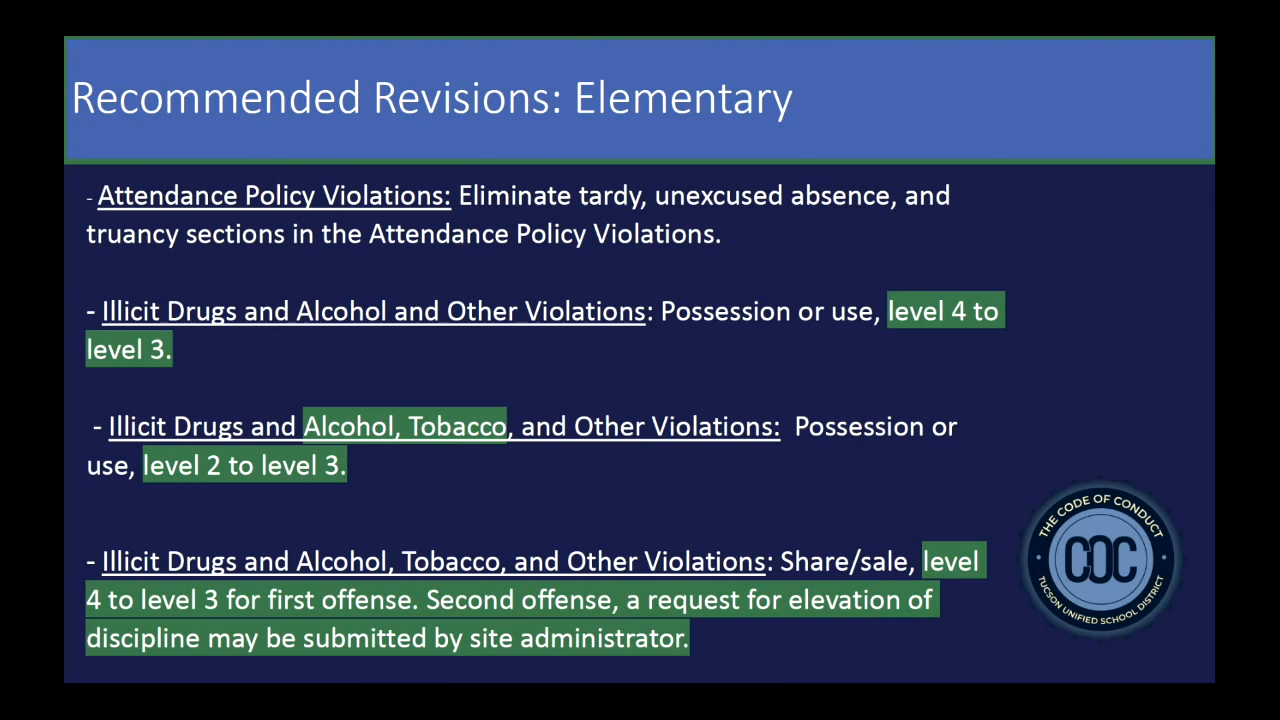 Recommended Revisions: Elementary
- Attendance Policy Violations: Eliminate tardy, unexcused absence, and
truancy sections in the Attendance Policy Violations.
- Illicit Drugs and Alcohol and Other Violations: Possession or use, level 4 to
level 3.
- Illicit Drugs and Alcohol, Tobacco, and Other Violations:  Possession or
use, level 2 to level 3.
- Illicit Drugs and Alcohol, Tobacco, and Other Violations: Share/sale, level
4 to level 3 for first offense. Second offense, a request for elevation of
discipline may be submitted by site administrator.
THE CODE OF CONDUCT
COC
TUCSON UNIFIED SCHOOL DISTRICT